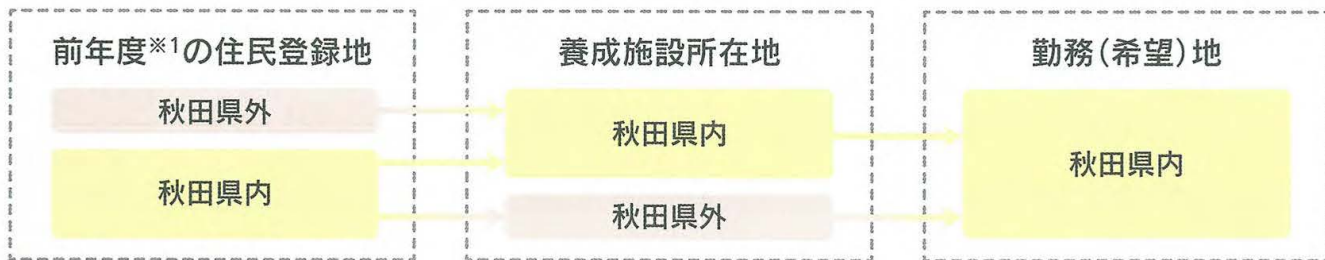 前年度※1の住民登録地
秋田県外
秋田県内
養成施設所在地
秋田県内
秋田県外
勤務(希望)地
秋田県内